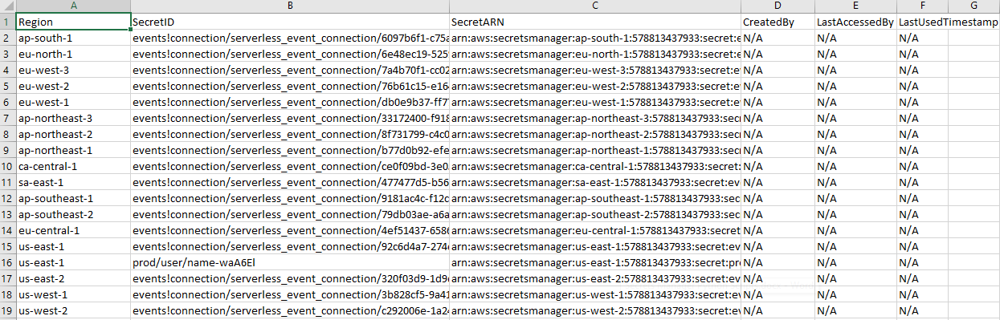 A B C D E F G
1 Region SecretID SecretARN CreatedBy LastAccessedBy LastUsedTimestamp
2 ap-south-1 events!connection/serverless_event_connection/6097b6f1-c75a arn:aws:secretsmanager:ap-south-1:578813437933:secret:e N/A N/A N/A
3 eu-north-1 events!connection/serverless_event_connection/6e48ec19-525 arn:aws:secretsmanager:eu-north-1:578813437933:secret:e N/A N/A N/A
4 eu-west-3 events!connection/serverless_event_connection/7a4b70f1-cc02 arn:aws:secretsmanager:eu-west-3:578813437933:secret:ev N/A N/A N/A
5 eu-west-2 events!connection/serverless_event_connection/76b61c15-e16 arn:aws:secretsmanager:eu-west-2:578813437933:secret:ev N/A N/A N/A
6 eu-west-1 events!connection/serverless_event_connection/db0e9b37-ff7 arn:aws:secretsmanager:eu-west-1:578813437933:secret:ev N/A N/A N/A
7 ap-northeast-3 events!connection/serverless_event_connection/33172400-f918 arn:aws:secretsmanager:ap-northeast-3:578813437933:sec N/A N/A N/A
8 ap-northeast-2 events!connection/serverless_event_connection/8f731799-c4c0 arn:aws:secretsmanager:ap-northeast-2:578813437933:sec N/A N/A N/A
9 ap-northeast-1 events!connection/serverless_event_connection/b77d0b92-efe arn:aws:secretsmanager:ap-northeast-1:578813437933:sec N/A N/A N/A
10 ca-central-1 events!connection/serverless_event_connection/ce0f09bd-3e0 arn:aws:secretsmanager:ca-central-1:578813437933:secret: N/A N/A N/A
11 sa-east-1 events!connection/serverless_event_connection/477477d5-b56 arn:aws:secretsmanager:sa-east-1:578813437933:secret:ev N/A N/A N/A
12 ap-southeast-1 events!connection/serverless_event_connection/9181ac4c-f12c arn:aws:secretsmanager:ap-southeast-1:578813437933:sec N/A N/A N/A
13 ap-southeast-2 events!connection/serverless_event_connection/79db03ae-a6a arn:aws:secretsmanager:ap-southeast-2:578813437933:sec N/A N/A N/A
14 eu-central-1 events!connection/serverless_event_connection/4ef51437-6586 arn:aws:secretsmanager:eu-central-1:578813437933:secret: N/A N/A N/A
15 us-east-1 events!connection/serverless_event_connection/92c6d4a7-274 arn:aws:secretsmanager:us-east-1:578813437933:secret:ev N/A N/A N/A
16 us-east-1 prod/user/name-waA6El arn:aws:secretsmanager:us-east-1:578813437933:secret:pr N/A N/A N/A
17 us-east-2 events!connection/serverless_event_connection/320f03d9-1d9 arn:aws:secretsmanager:us-east-2:578813437933:secret:ev N/A N/A N/A
18 us-west-1 events!connection/serverless_event_connection/3b828cf5-9a41 arn:aws:secretsmanager:us-west-1:578813437933:secret:ev N/A N/A N/A
19 us-west-2 events!connection/serverless_event_connection/c292006e-1a24 arn:aws:secretsmanager:us-west-2:578813437933:secret:ev N/A N/A N/A